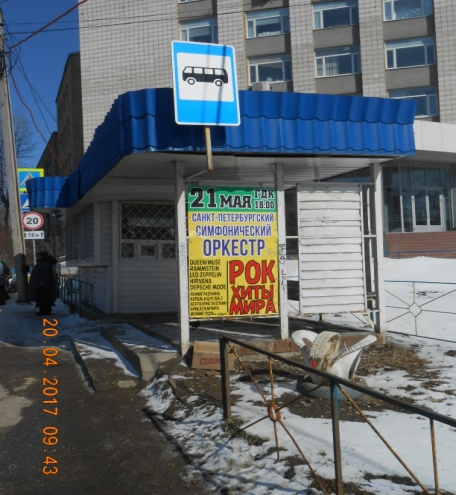 21 МАЯ ГДК 18:00
САНКТ-ПЕТЕРБУРГСКИЙ
СИМФОНИЧЕСКИЙ
ОРКЕСТР
QUEEN/MUSE
RAMMSTEIN
LED ZEPPELIN
NIRVANA
DEPECHE MODE
РОК
ХИТЫ
МИРА
20
20.04.2017 09:43